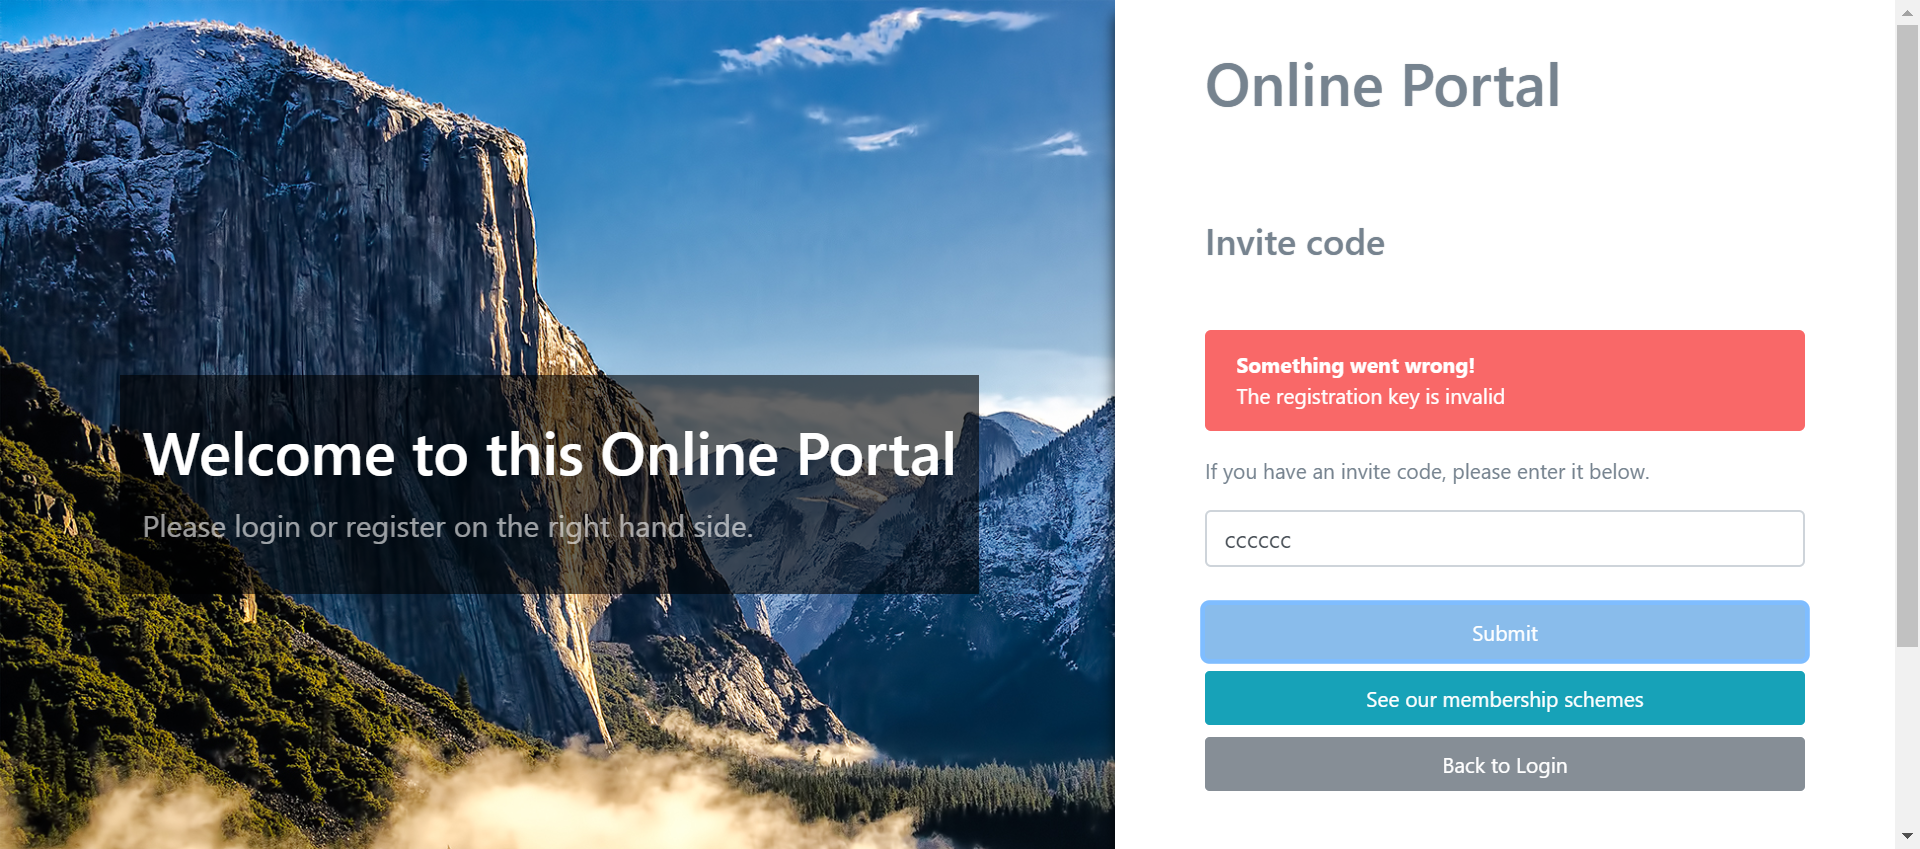 Welcome to this Online Portal
Please login or register on the right hand side.
Online Portal
Invite code
Something went wrong!
The registration key is invalid
If you have an invite code, please enter it below.
cccccc
Submit
See our membership schemes
Back to Login